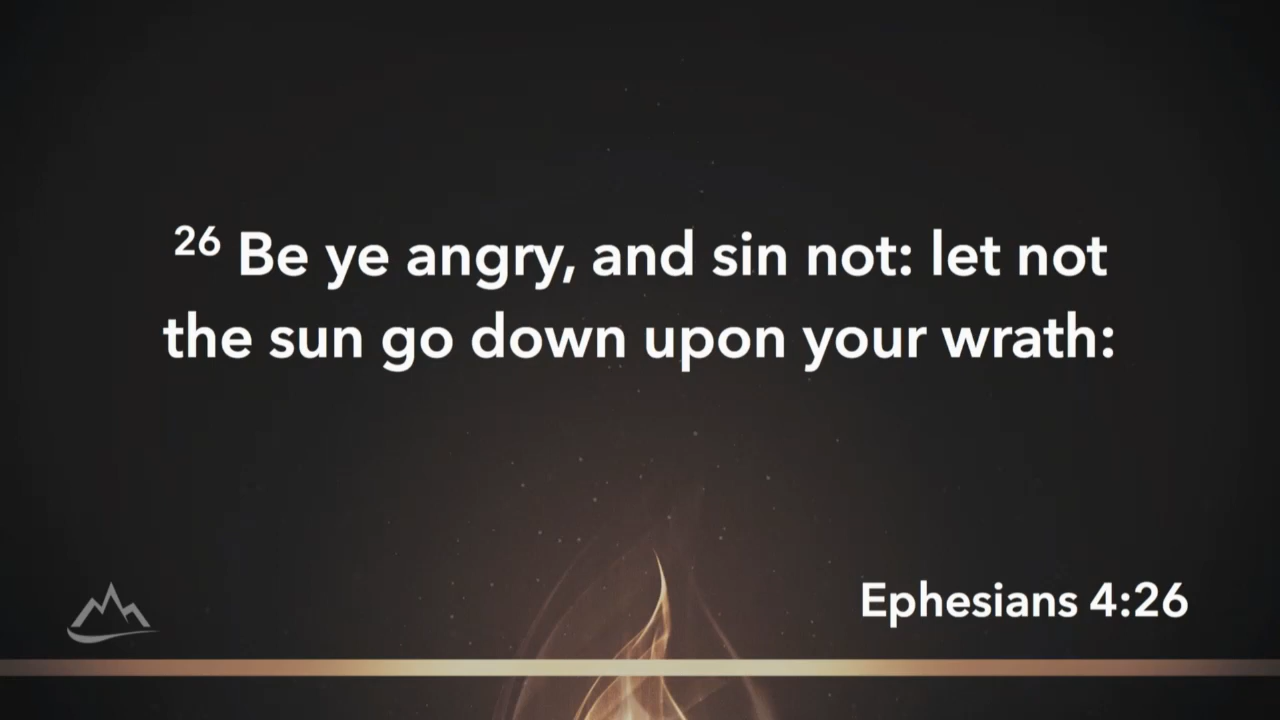 26 Be ye angry, and sin not: let not
the sun go down upon your wrath:
Ephesians 4:26